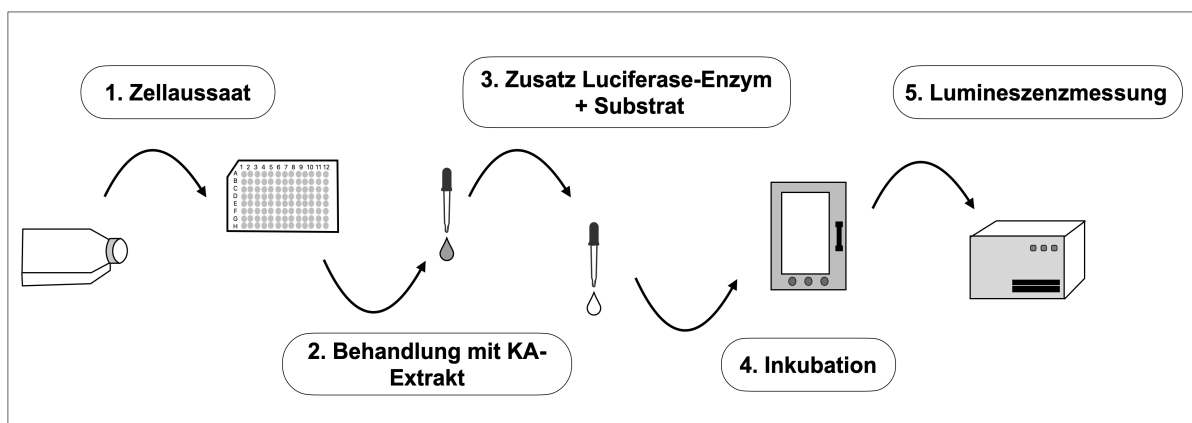 1. Zellaussaat
3. Zusatz Luciferase-Enzym
+ Substrat
5. Lumineszenzmessung
1 2 3 4 5 6 7 8 9 10 11 12
A
B
C
D
E
F
G
H
2. Behandlung mit KA-
Extrakt
4. Inkubation